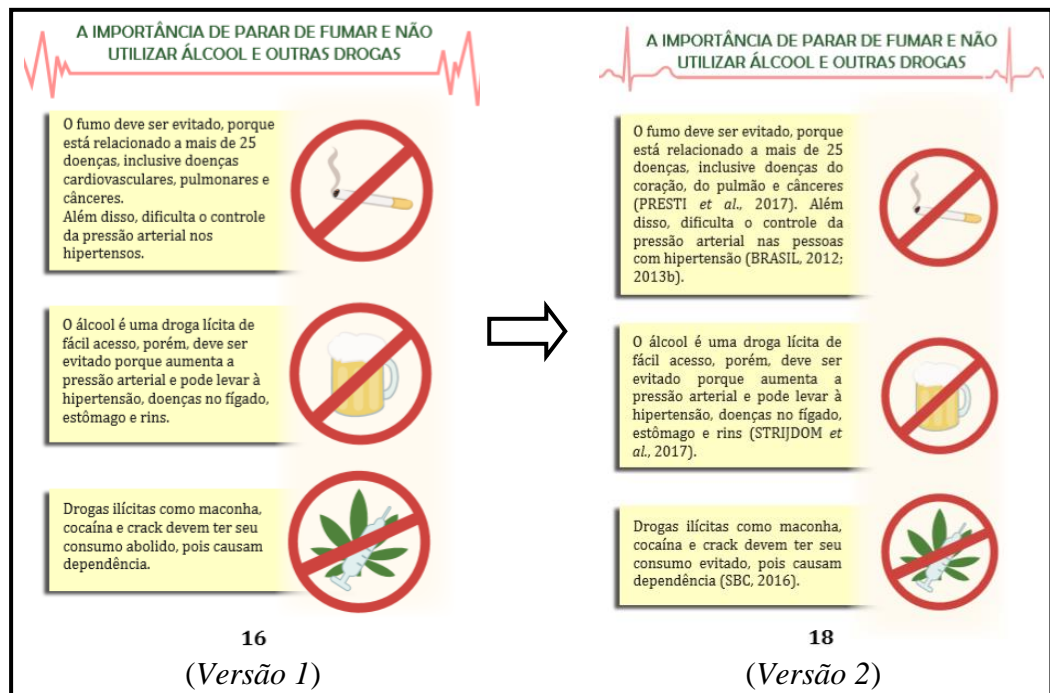 A IMPORTÂNCIA DE PARAR DE FUMAR E NÃO
UTILIZAR ÁLCOOL E OUTRAS DROGAS
O fumo deve ser evitado, porque
está relacionado a mais de 25
doenças, inclusive doenças
cardiovasculares, pulmonares e
cânceres.
Além disso, dificulta o controle
da pressão arterial nos
hipertensos.
O álcool é uma droga lícita de
fácil acesso, porém, deve ser
evitado porque aumenta a
pressão arterial e pode levar à
hipertensão, doenças no fígado,
estômago e rins.
Drogas ilícitas como maconha,
cocaína e crack devem ter seu
consumo abolido, pois causam
dependência.
16
(Versão 1)
A IMPORTÂNCIA DE PARAR DE FUMAR E NÃO
UTILIZAR ÁLCOOL E OUTRAS DROGAS
O fumo deve ser evitado, porque
está relacionado a mais de 25
doenças, inclusive doenças do
coração, do pulmão e cânceres
(PRESTI et al., 2017). Além
disso, dificulta o controle da
pressão arterial nas pessoas
com hipertensão (BRASIL, 2012;
2013b).
O álcool é uma droga lícita de
fácil acesso, porém, deve ser
evitado porque aumenta a
pressão arterial e pode levar à
hipertensão, doenças no fígado,
estômago e rins (STRIJDOM et
al., 2017).
Drogas ilícitas como maconha,
cocaína e crack devem ter seu
consumo evitado, pois causam
dependência (SBC, 2016).
18
(Versão 2)